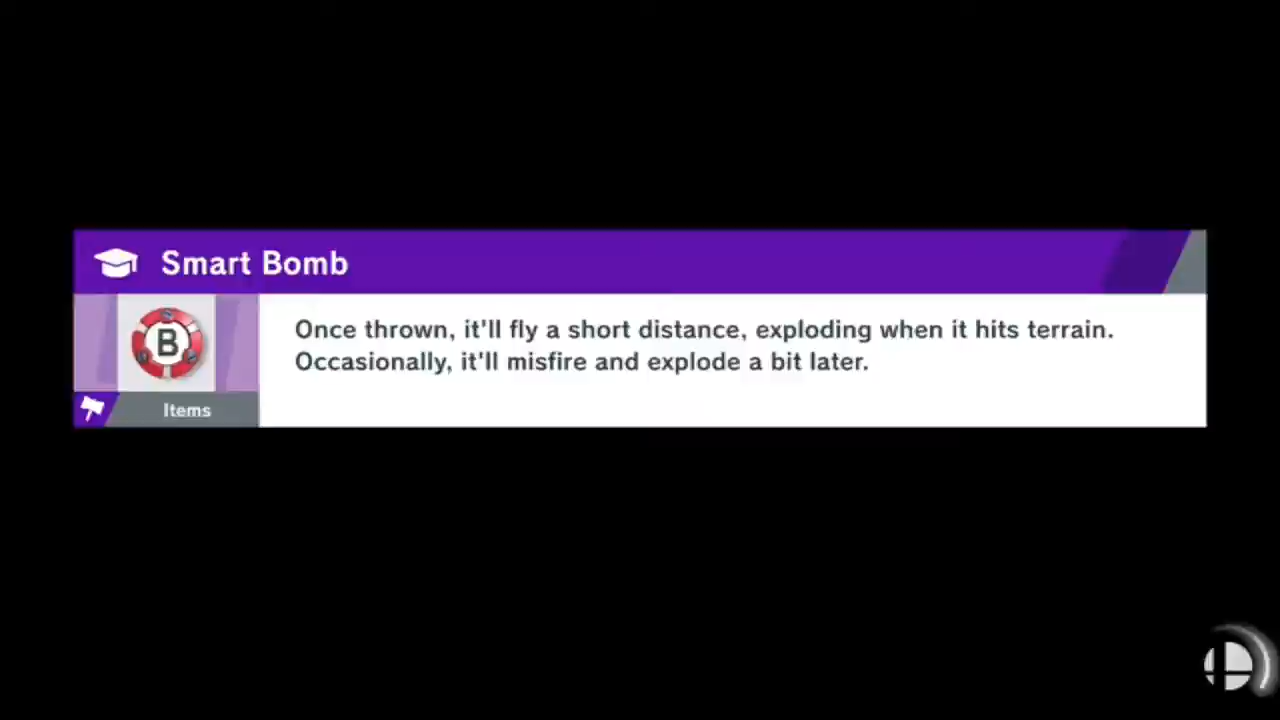 Smart Bomb
B
Once thrown, it'll fly a short distance, exploding when it hits terrain.
Occasionally, it'll misfire and explode a bit later.
Items